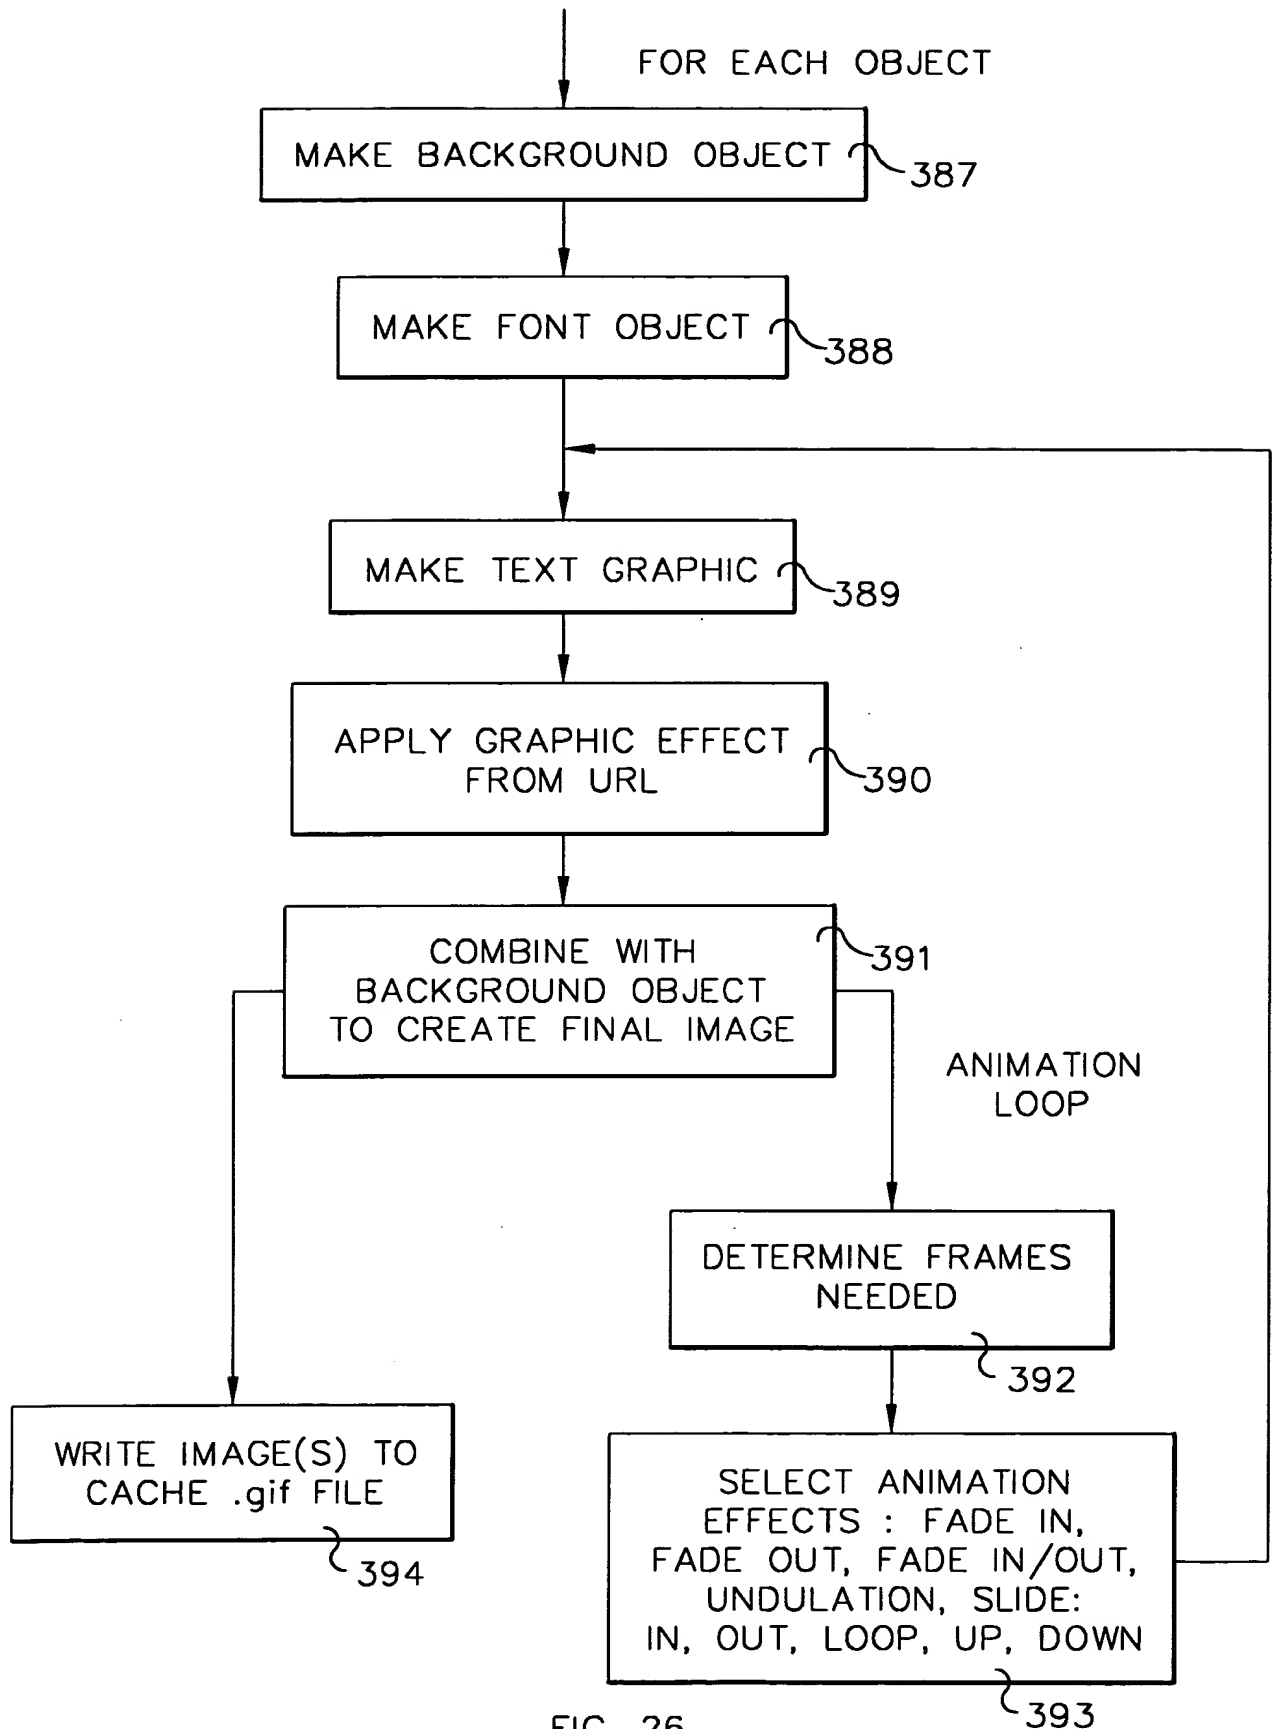 FOR EACH OBJECT
MAKE BACKGROUND OBJECT
387
MAKE FONT OBJECT
388
MAKE TEXT GRAPHIC
389
APPLY GRAPHIC EFFECT
FROM URL
390
COMBINE WITH
BACKGROUND OBJECT
TO CREATE FINAL IMAGE
391
ANIMATION
LOOP
DETERMINE FRAMES
NEEDED
392
WRITE IMAGE(S) TO
CACHE .gif FILE
394
SELECT ANIMATION
EFFECTS : FADE IN,
FADE OUT, FADE IN/OUT,
UNDULATION, SLIDE:
IN, OUT, LOOP, UP, DOWN
393
FIG. 26